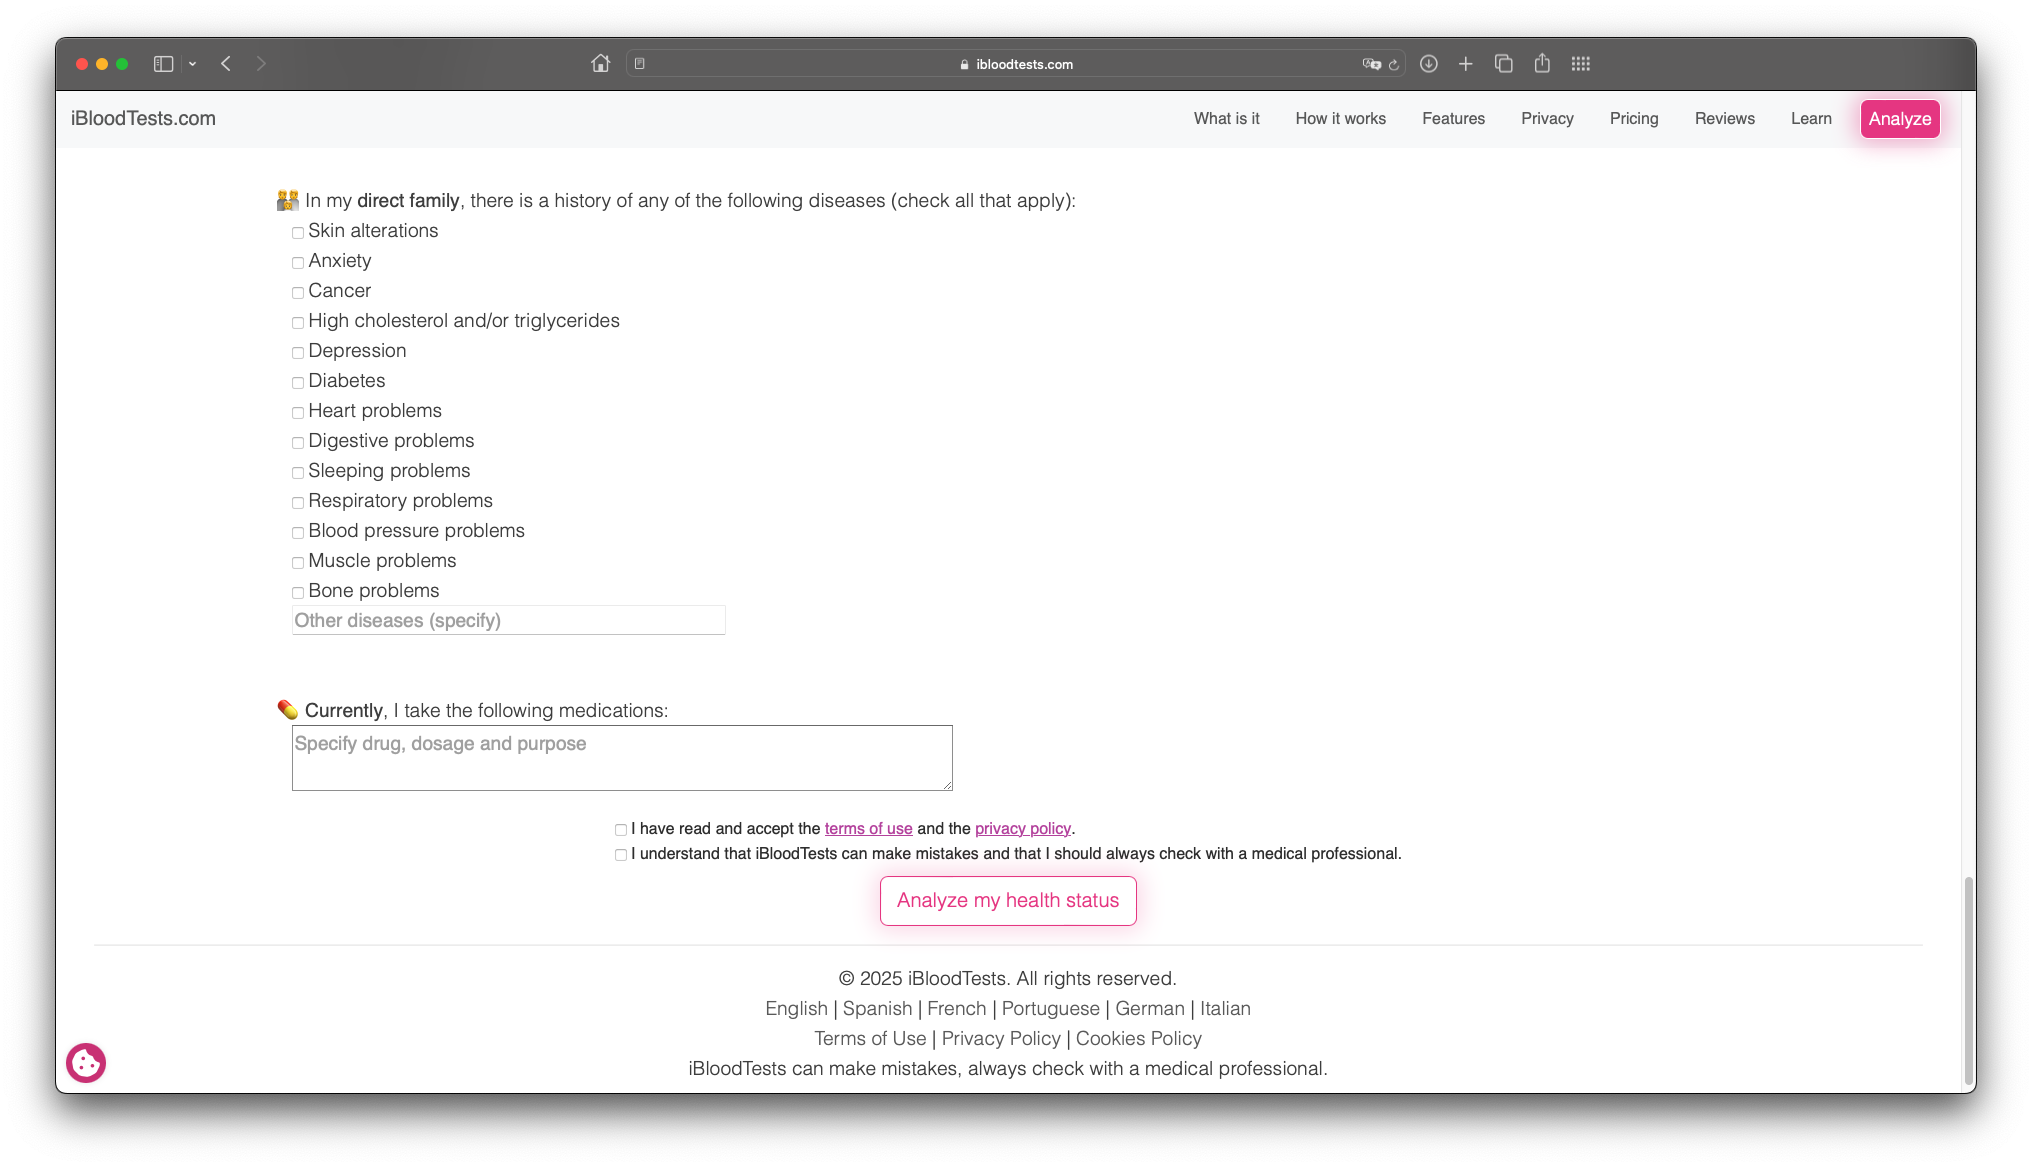 ibloodtests.com
iBloodTests.com
What is it
How it works
Features
Privacy
Pricing
Reviews
Learn
Analyze
In my direct family, there is a history of any of the following diseases (check all that apply):
Skin alterations
Anxiety
Cancer
High cholesterol and/or triglycerides
Depression
Diabetes
Heart problems
Digestive problems
Sleeping problems
Respiratory problems
Blood pressure problems
Muscle problems
Bone problems
Other diseases (specify)
Currently, I take the following medications:
Specify drug, dosage and purpose
I have read and accept the terms of use and the privacy policy.
I understand that iBloodTests can make mistakes and that I should always check with a medical professional.
Analyze my health status
© 2025 iBloodTests. All rights reserved.
English | Spanish | French | Portuguese | German | Italian
Terms of Use | Privacy Policy | Cookies Policy
iBloodTests can make mistakes, always check with a medical professional.